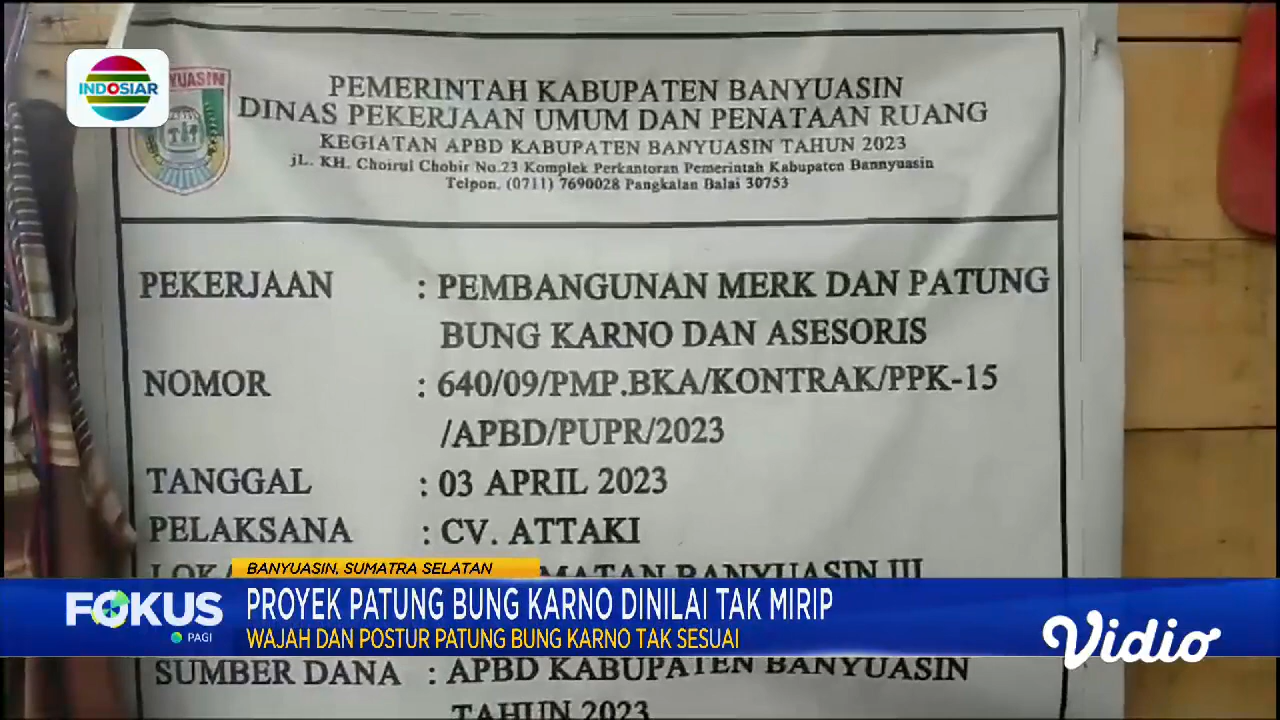 INDOSIAR
PEMERINTAH KABUPATEN BANYUASIN
DINAS PEKERJAAN UMUM DAN PENATAAN RUANG
KEGIATAN APBD KABUPATEN BANYUASIN TAHUN 2023
jL. KH. Choirul Chobir No.23 Komplek Perkantoran Pemerintah Kabupaten Bannyuasin
Telpon. (0711) 7690028 Pangkalan Balai 30753
PEKERJAAN : PEMBANGUNAN MERK DAN PATUNG
BUNG KARNO DAN ASESORIS
NOMOR : 640/09/PMP.BKA/KONTRAK/PPK-15
/APBD/PUPR/2023
TANGGAL : 03 APRIL 2023
PELAKSANA : CV. ATTAKI
BANYUASIN III
BANYUASIN, SUMATRA SELATAN
FOKUS
PAGI
PROYEK PATUNG BUNG KARNO DINILAI TAK MIRIP
WAJAH DAN POSTUR PATUNG BUNG KARNO TAK SESUAI
Vidio
SUMBER DANA : APBD KABUPATEN BANYUASIN
TAHUN 2023